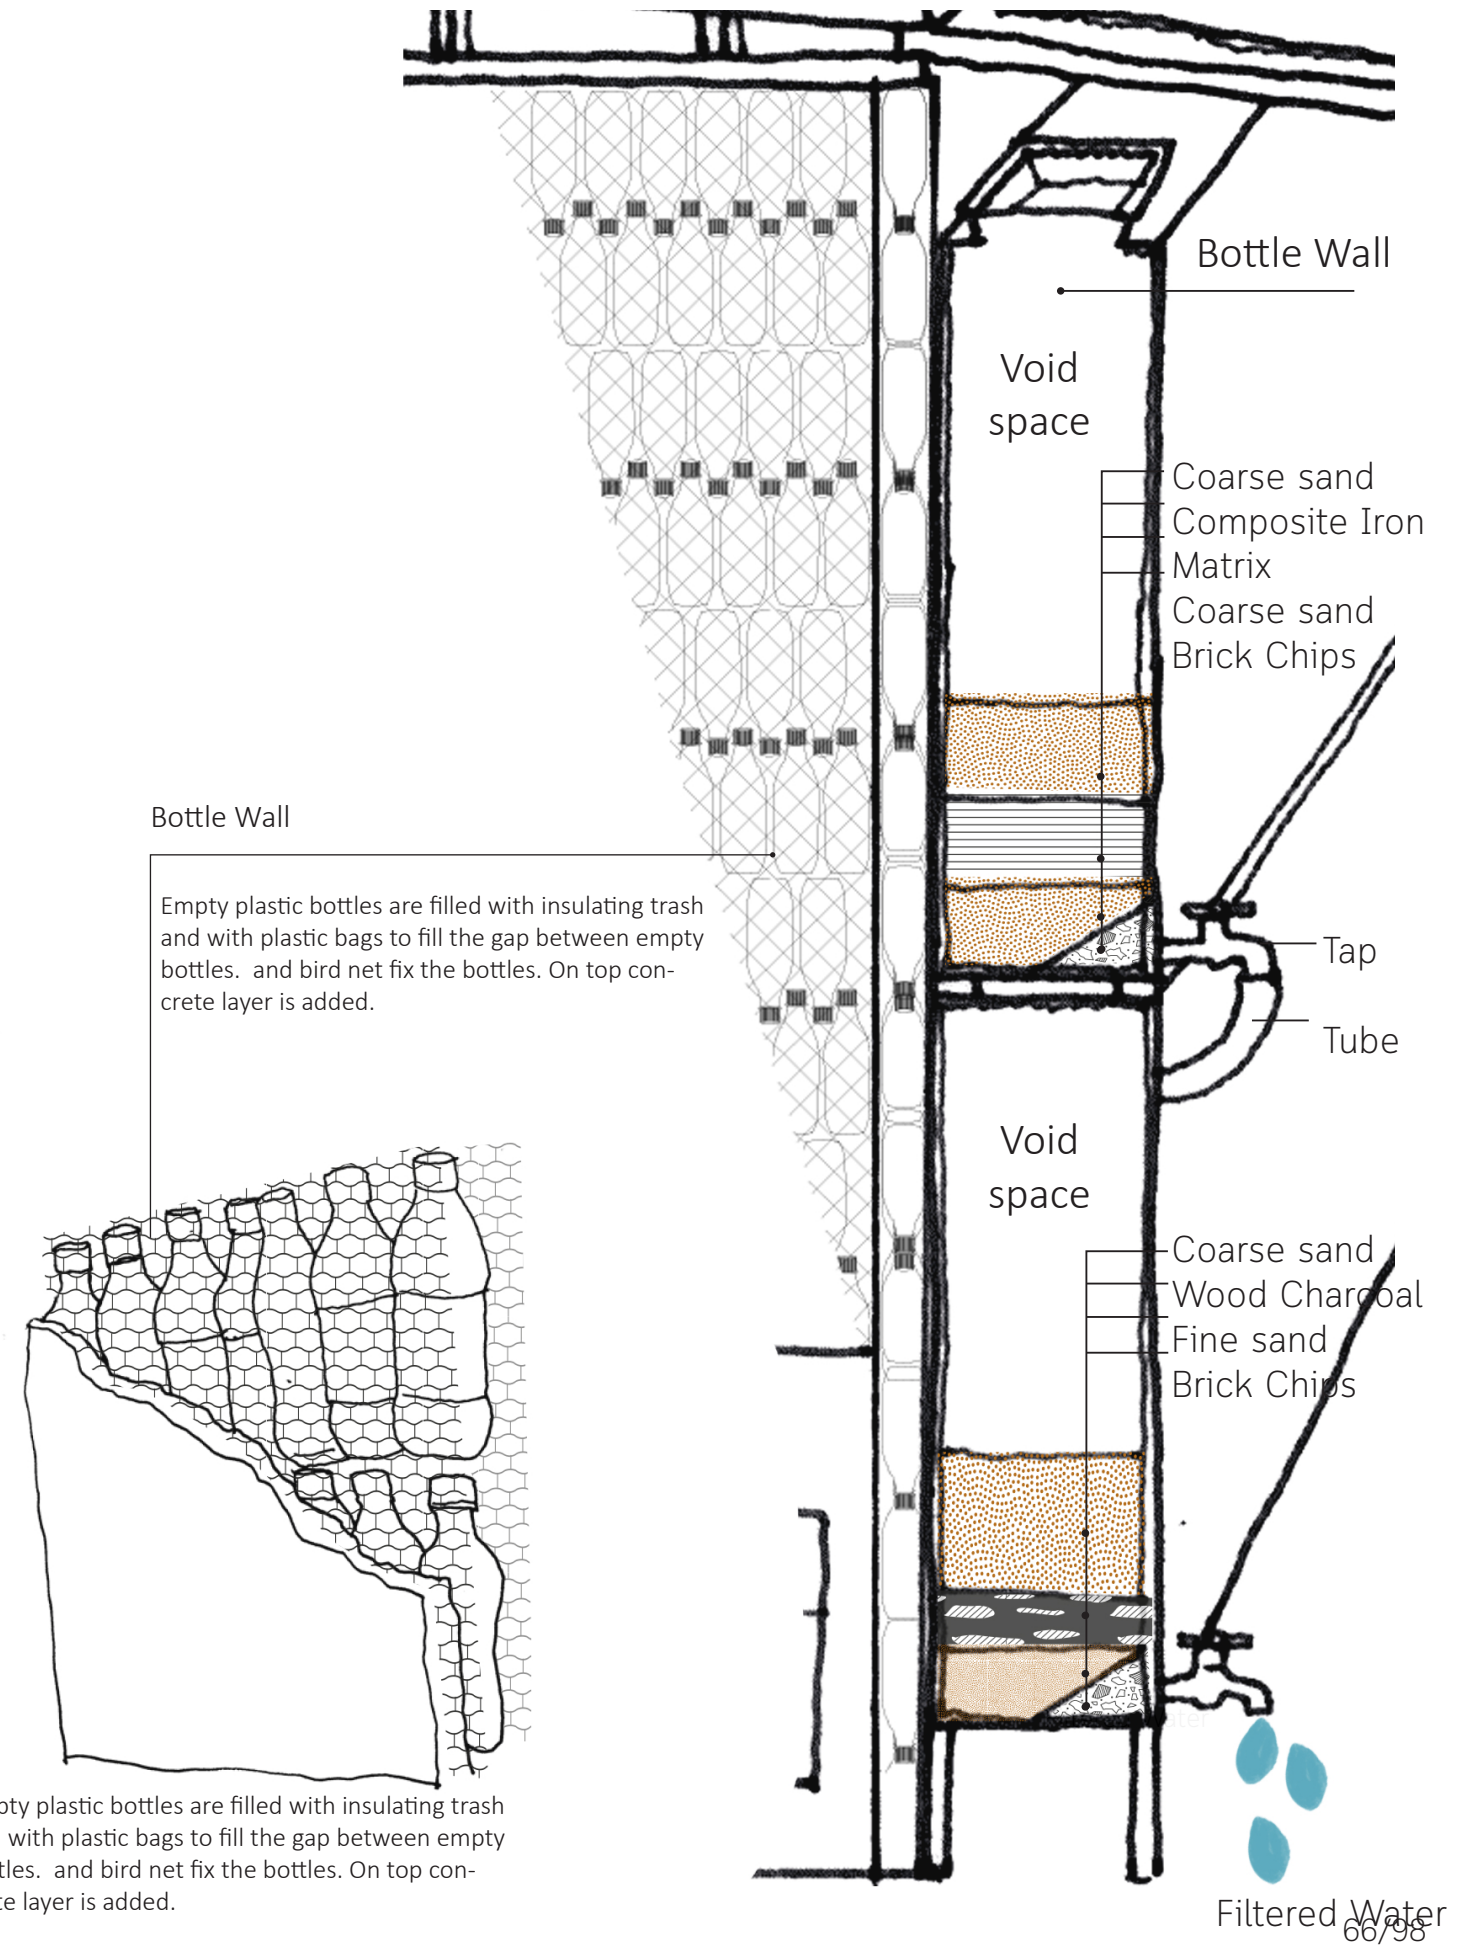 Bottle Wall
Void
space
Coarse sand
Composite Iron
Matrix
Coarse sand
Brick Chips
Bottle Wall
Empty plastic bottles are filled with insulating trash
and with plastic bags to fill the gap between empty
bottles.  and bird net fix the bottles. On top con-
crete layer is added.
Tap
Tube
Void
space
Coarse sand
Wood Charcoal
Fine sand
Brick Chips
pty plastic bottles are filled with insulating trash
with plastic bags to fill the gap between empty
tles.  and bird net fix the bottles. On top con-
te layer is added.
Filtered Water
66/98